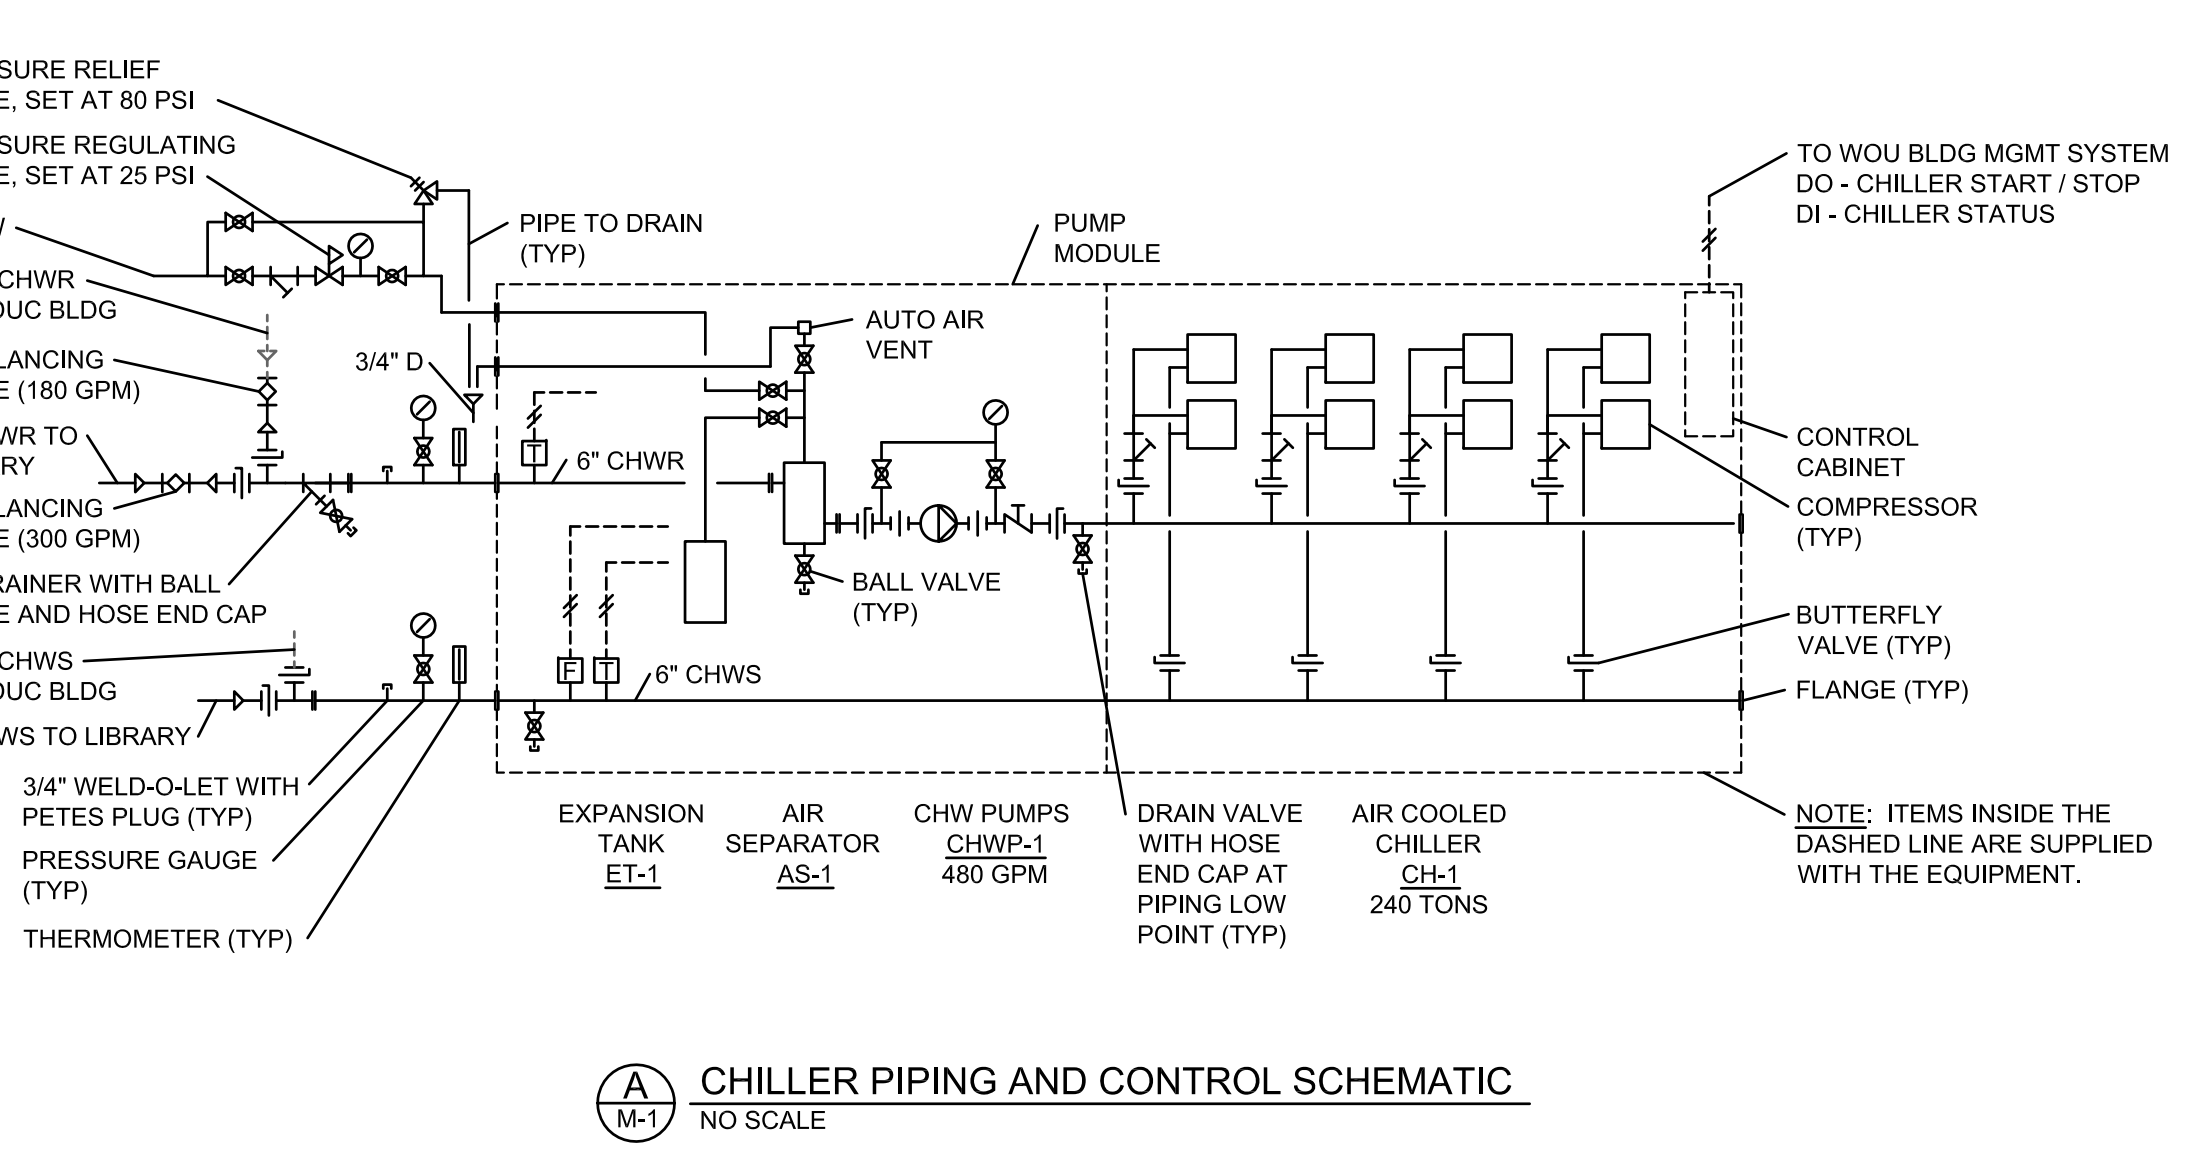 SURE RELIEF
E, SET AT 80 PSI
SURE REGULATING
E, SET AT 25 PSI
CHWR
DUC BLDG
LANCING
E (180 GPM)
WR TO
RY
LANCING
E (300 GPM)
RAINER WITH BALL
E AND HOSE END CAP
CHWS
DUC BLDG
WS TO LIBRARY
3/4" WELD-O-LET WITH
PETES PLUG (TYP)
PRESSURE GAUGE
(TYP)
THERMOMETER (TYP)
PIPE TO DRAIN
(TYP)
3/4" D
T
6" CHWR
F
T
6" CHWS
AUTO AIR
VENT
BALL VALVE
(TYP)
PUMP
MODULE
TO WOU BLDG MGMT SYSTEM
DO - CHILLER START / STOP
DI - CHILLER STATUS
CONTROL
CABINET
COMPRESSOR
(TYP)
BUTTERFLY
VALVE (TYP)
FLANGE (TYP)
NOTE: ITEMS INSIDE THE
DASHED LINE ARE SUPPLIED
WITH THE EQUIPMENT.
EXPANSION
TANK
ET-1
AIR
SEPARATOR
AS-1
CHW PUMPS
CHWP-1
480 GPM
DRAIN VALVE
WITH HOSE
END CAP AT
PIPING LOW
POINT (TYP)
AIR COOLED
CHILLER
CH-1
240 TONS
A
M-1
CHILLER PIPING AND CONTROL SCHEMATIC
NO SCALE